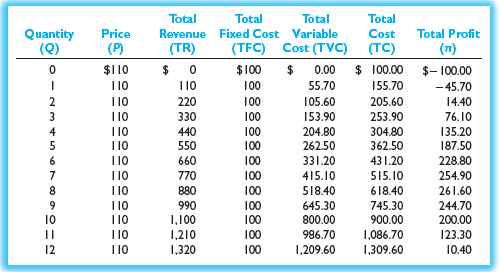 Total Total Total Total
Quantity Price Revenue Fixed Cost Variable Cost Total Profit
(Q) (P) (TR) (TFC) Cost (TVC) (TC) (π)
0 $110 $ 0 $100 $ 0.00 $ 100.00 $–100.00
1 110 110 100 55.70 155.70 –45.70
2 110 220 100 105.60 205.60 14.40
3 110 330 100 153.90 253.90 76.10
4 110 440 100 204.80 304.80 135.20
5 110 550 100 262.50 362.50 187.50
6 110 660 100 331.20 431.20 228.80
7 110 770 100 415.10 515.10 254.90
8 110 880 100 518.40 618.40 261.60
9 110 990 100 645.30 745.30 244.70
10 110 1,100 100 800.00 900.00 200.00
11 110 1,210 100 986.70 1,086.70 123.30
12 110 1,320 100 1,209.60 1,309.60 10.40